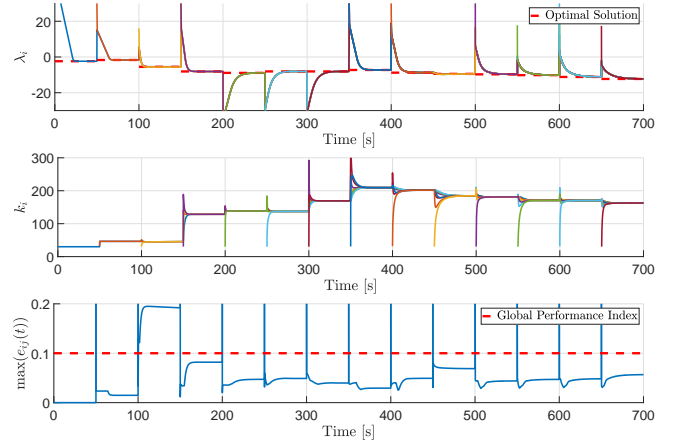 20
0
-20
λi
Optimal Solution
0 100 200 300 400 500 600 700
Time [s]
300
200
100
0
ki
0 100 200 300 400 500 600 700
Time [s]
0.2
0.1
0
max(eij(t))
Global Performance Index
0 100 200 300 400 500 600 700
Time [s]